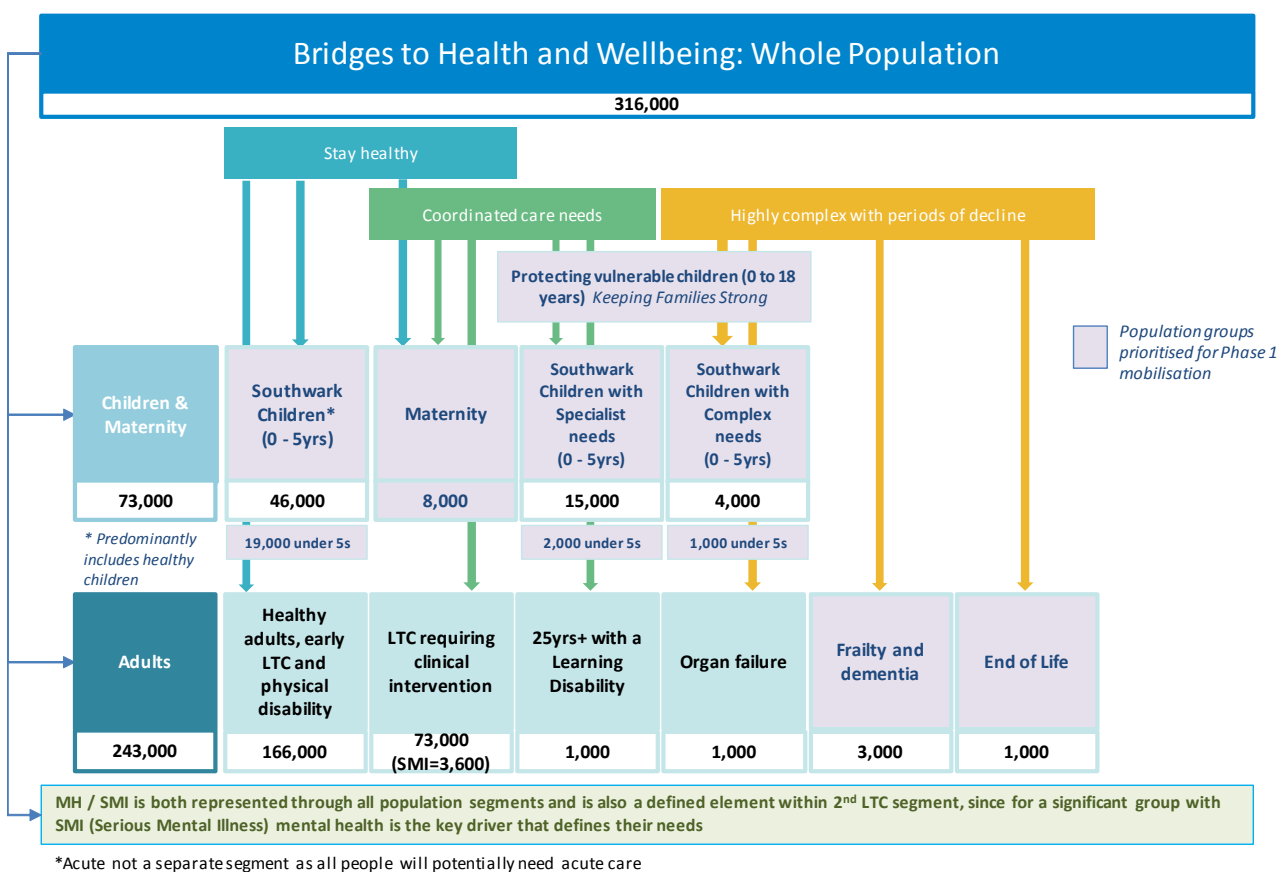 Bridges to Health and Wellbeing: Whole Population
316,000
Stay healthy
Coordinated care needs
Highly complex with periods of decline
Protecting vulnerable children (0 to 18
years) Keeping Families Strong
Population groups
prioritised for Phase 1
mobilisation
Children &
Maternity
73,000
Southwark
Children*
(0 - 5yrs)
46,000
Maternity
8,000
Southwark
Children with
Specialist
needs
(0 - 5yrs)
15,000
Southwark
Children with
Complex
needs
(0 - 5yrs)
4,000
* Predominantly
includes healthy
children
19,000 under 5s
2,000 under 5s
1,000 under 5s
Adults
243,000
Healthy
adults, early
LTC and
physical
disability
166,000
LTC requiring
clinical
intervention
73,000
(SMI=3,600)
25yrs+ with a
Learning
Disability
1,000
Organ failure
1,000
Frailty and
dementia
3,000
End of Life
1,000
MH / SMI is both represented through all population segments and is also a defined element within 2nd LTC segment, since for a significant group with
SMI (Serious Mental Illness) mental health is the key driver that defines their needs
*Acute not a separate segment as all people will potentially need acute care